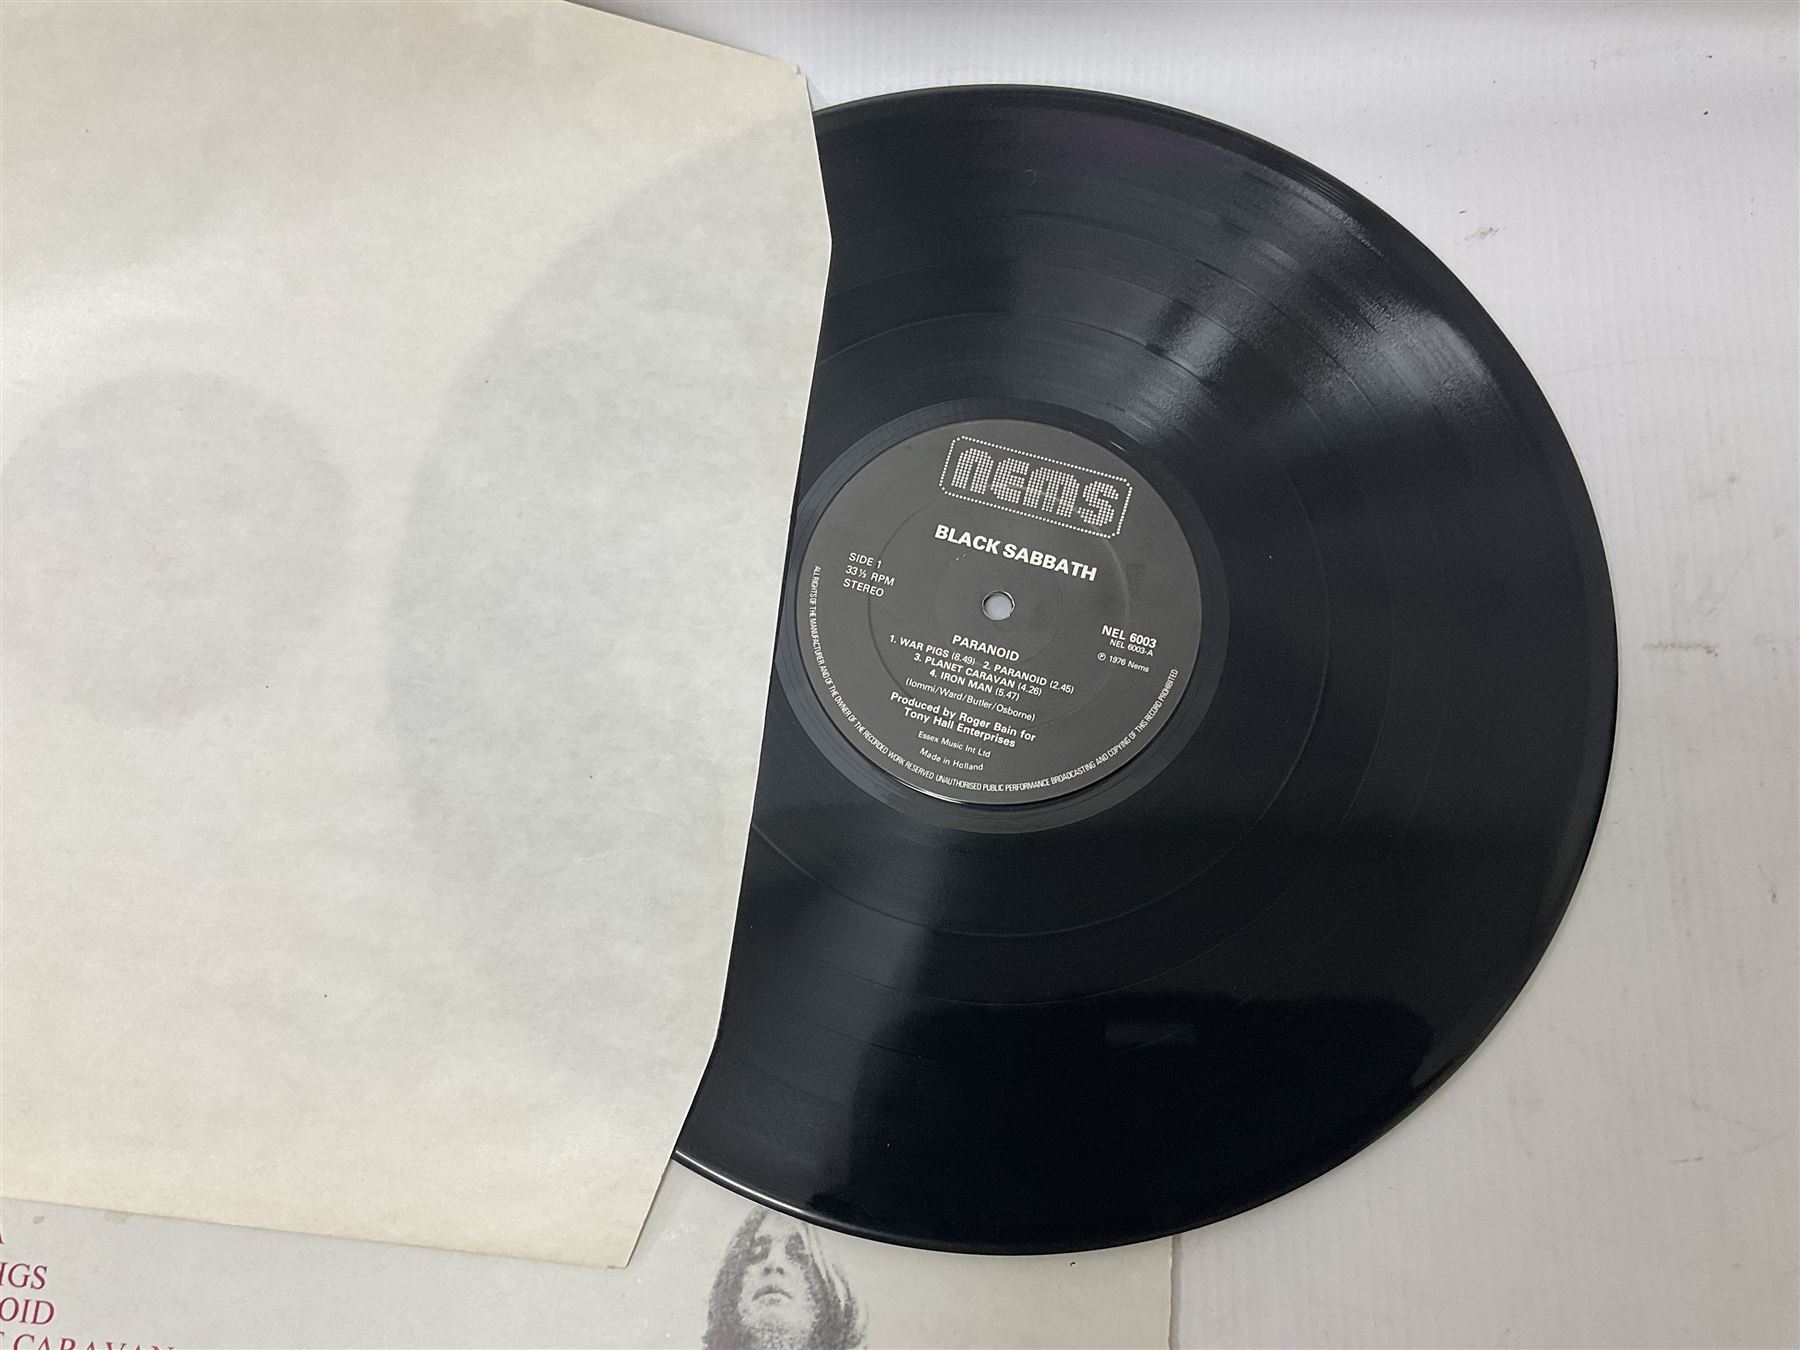 nems
BLACK SABBATH
SIDE 1
33⅓ RPM
STEREO
NEL 6003
NEL 6003-A
℗ 1976 Nems
PARANOID
1. WAR PIGS (8.49) 2. PARANOID (2.45)
3. PLANET CARAVAN (4.26)
4. IRON MAN (5.47)
(Iommi/Ward/Butler/Osborne)
Produced by Roger Bain for
Tony Hall Enterprises
Essex Music Int Ltd
Made in Holland
ALL RIGHTS OF THE MANUFACTURER AND OF THE OWNER OF THE RECORDED WORK RESERVED UNAUTHORISED PUBLIC PERFORMANCE BROADCASTING AND COPYING OF THIS RECORD PROHIBITED
IGS
OID
CARAVAN